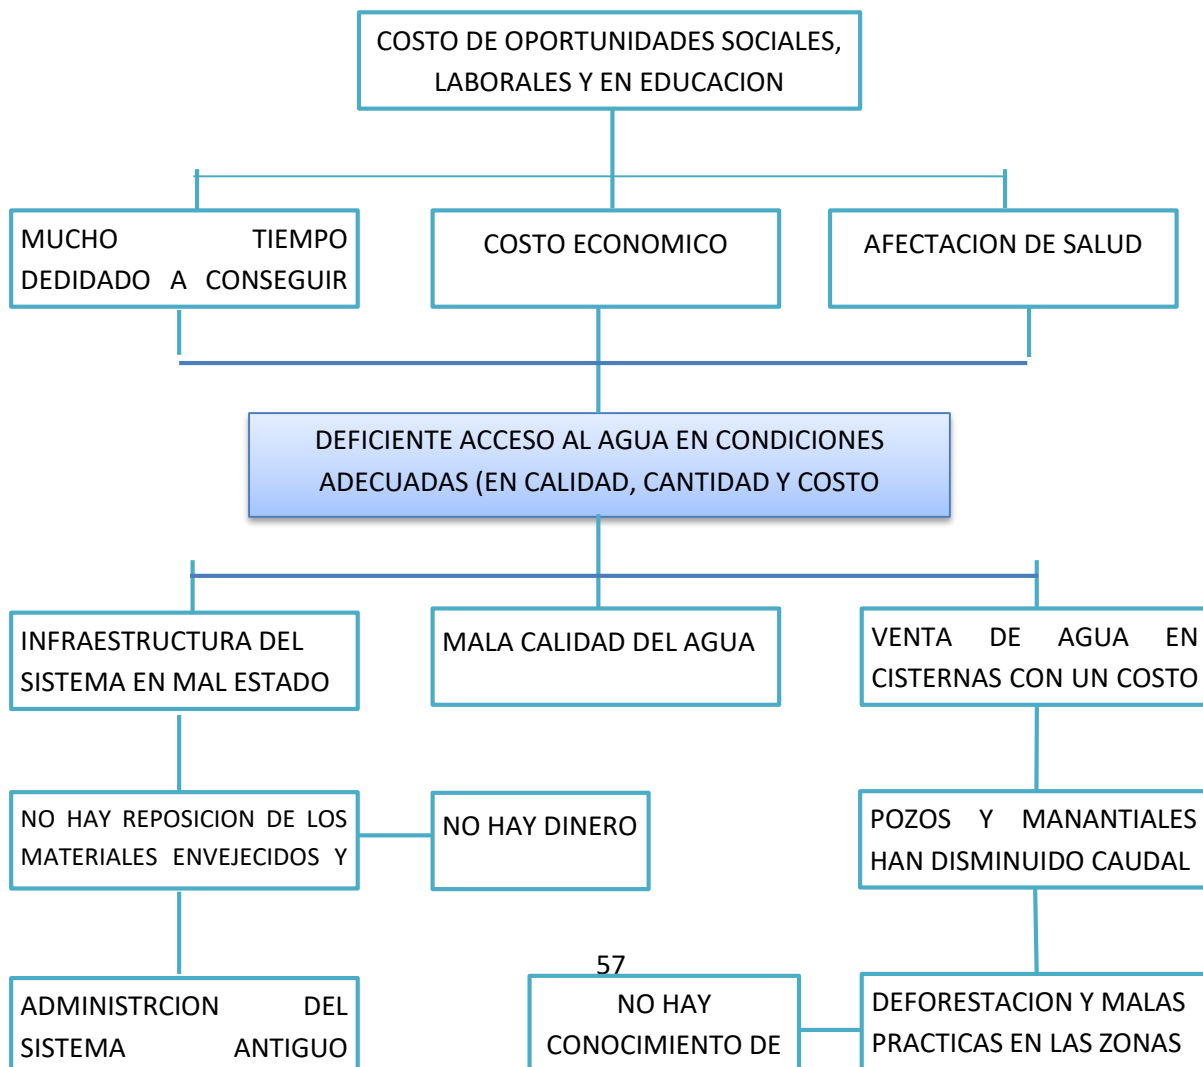 COSTO DE OPORTUNIDADES SOCIALES,
LABORALES Y EN EDUCACION
MUCHO TIEMPO
DEDIDADO A CONSEGUIR
COSTO ECONOMICO
AFECTACION DE SALUD
DEFICIENTE ACCESO AL AGUA EN CONDICIONES
ADECUADAS (EN CALIDAD, CANTIDAD Y COSTO
INFRAESTRUCTURA DEL
SISTEMA EN MAL ESTADO
MALA CALIDAD DEL AGUA
VENTA DE AGUA EN
CISTERNAS CON UN COSTO
NO HAY REPOSICION DE LOS
MATERIALES ENVEJECIDOS Y
NO HAY DINERO
POZOS Y MANANTIALES
HAN DISMINUIDO CAUDAL
57
ADMINISTRCION DEL
SISTEMA ANTIGUO
NO HAY
CONOCIMIENTO DE
DEFORESTACION Y MALAS
PRACTICAS EN LAS ZONAS